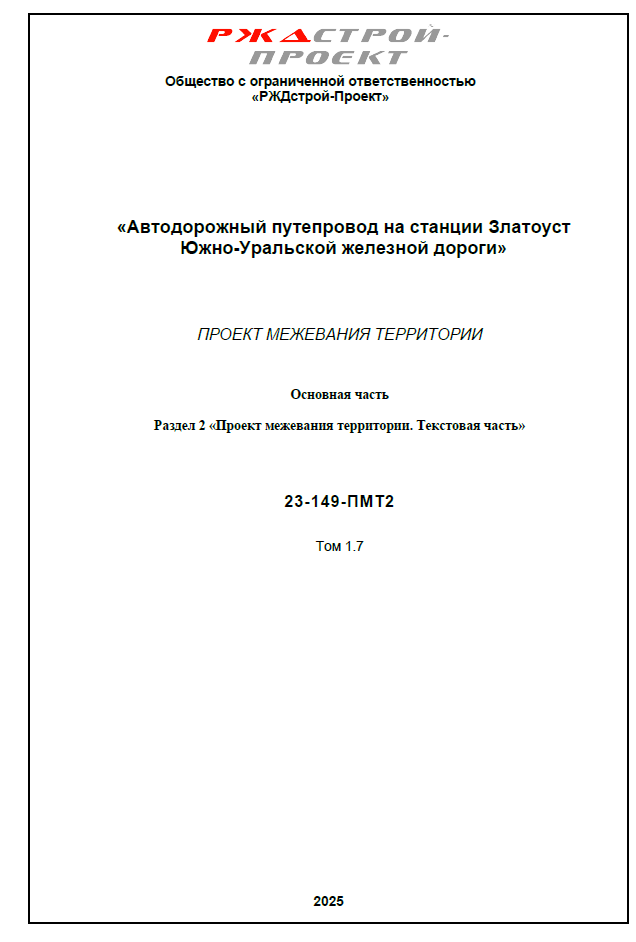 РЖДСТРОЙ-
ПРОЕКТ
Общество с ограниченной ответственностью
«РЖДстрой-Проект»
«Автодорожный путепровод на станции Златоуст
Южно-Уральской железной дороги»
ПРОЕКТ МЕЖЕВАНИЯ ТЕРРИТОРИИ
Основная часть
Раздел 2 «Проект межевания территории. Текстовая часть»
23-149-ПМТ2
Том 1.7
2025